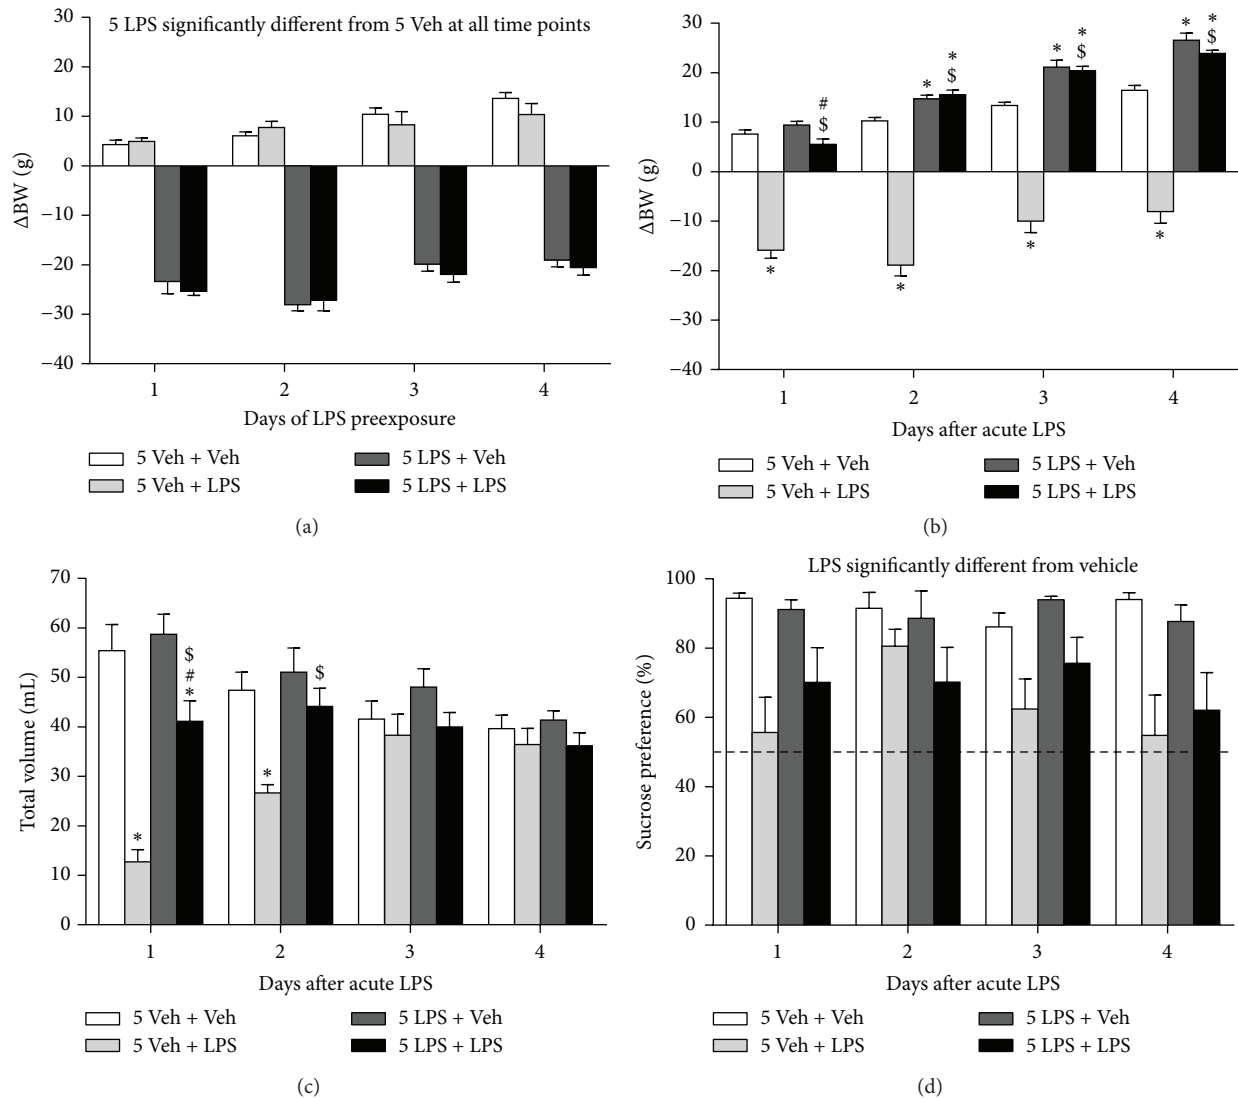 5 LPS significantly different from 5 Veh at all time points
30
20
10
0
−10
−20
−30
−40
ΔBW (g)
1 2 3 4
Days of LPS preexposure
5 Veh + Veh
5 LPS + Veh
5 Veh + LPS
5 LPS + LPS
(a)
30
20
10
0
−10
−20
−30
−40
ΔBW (g)
#
$
*
*
*
$
*
*
*
$
*
*
*
$
*
1 2 3 4
Days after acute LPS
5 Veh + Veh
5 LPS + Veh
5 Veh + LPS
5 LPS + LPS
(b)
70
60
50
40
30
20
10
0
Total volume (mL)
*
$
#
*
*
$
1 2 3 4
Days after acute LPS
5 Veh + Veh
5 LPS + Veh
5 Veh + LPS
5 LPS + LPS
(c)
LPS significantly different from vehicle
100
80
60
40
20
0
Sucrose preference (%)
1 2 3 4
Days after acute LPS
5 Veh + Veh
5 LPS + Veh
5 Veh + LPS
5 LPS + LPS
(d)